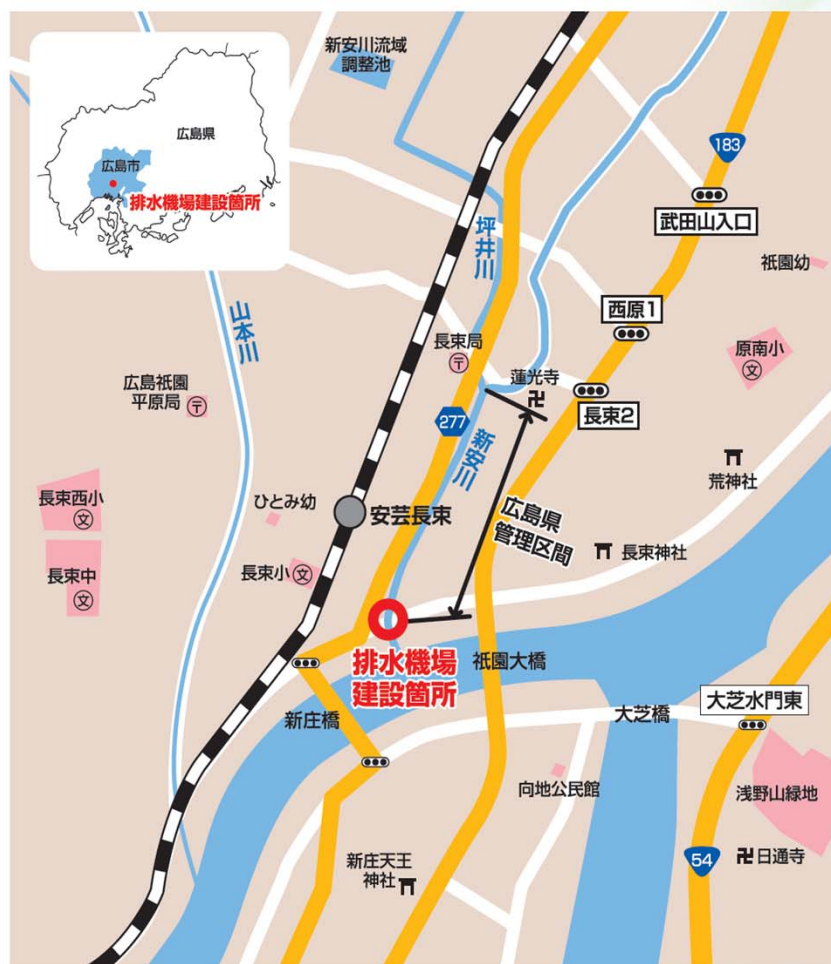 新安川流域
調整池
広島県
広島市
排水機場建設箇所
183
武田山入口
坪井川
祇園幼
山本川
西原1
長束局
原南小
文
蓮光寺
広島祇園
平原局
長束2
277
新安川
荒神社
長束西小
文
ひとみ幼
安芸長束
広島県
管理区間
長束神社
長束中
文
長束小
文
排水機場
建設箇所
祇園大橋
新庄橋
大芝橋
大芝水門東
向地公民館
浅野山緑地
新庄天王
神社
54
日通寺